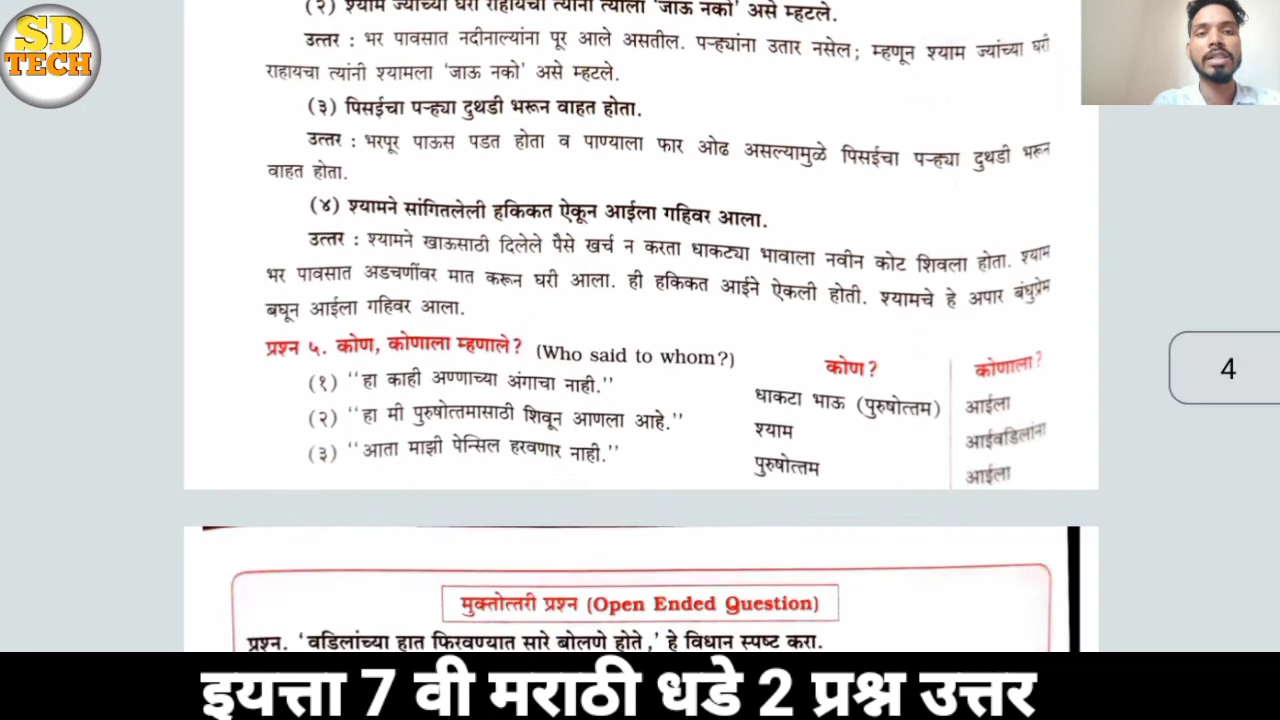 SD
TECH
(२) श्याम ज्यांच्या घरी राहायचा त्यांनी त्याला 'जाऊ नको' असे म्हटले.
उत्तर : भर पावसात नदीनाल्यांना पूर आले असतील. पऱ्ह्यांना उतार नसेल; म्हणून श्याम ज्यांच्या घरी
राहायचा त्यांनी श्यामला 'जाऊ नको' असे म्हटले.
(३) पिसईचा पऱ्ह्या दुथडी भरून वाहत होता.
उत्तर : भरपूर पाऊस पडत होता व पाण्याला फार ओढ असल्यामुळे पिसईचा पऱ्ह्या दुथडी भरून
वाहत होता.
(४) श्यामने सांगितलेली हकिकत ऐकून आईला गहिवर आला.
उत्तर : श्यामने खाऊसाठी दिलेले पैसे खर्च न करता धाकट्या भावाला नवीन कोट शिवला होता. श्याम
भर पावसात अडचणींवर मात करून घरी आला. ही हकिकत आईने ऐकली होती. श्यामचे हे अपार बंधुप्रेम
बघून आईला गहिवर आला.
प्रश्न ५. कोण, कोणाला म्हणाले? (Who said to whom?) कोण? कोणाला?
(१) "हा काही अण्णाच्या अंगाचा नाही." धाकटा भाऊ (पुरुषोत्तम) आईला
(२) "हा मी पुरुषोत्तमासाठी शिवून आणला आहे." श्याम आईवडिलांना
(३) "आता माझी पेन्सिल हरवणार नाही." पुरुषोत्तम आईला
4
मुक्तोत्तरी प्रश्न (Open Ended Question)
प्रश्न. 'वडिलांच्या हात फिरवण्यात सारे बोलणे होते,' हे विधान स्पष्ट करा.
इयत्ता 7 वी मराठी धडे 2 प्रश्न उत्तर